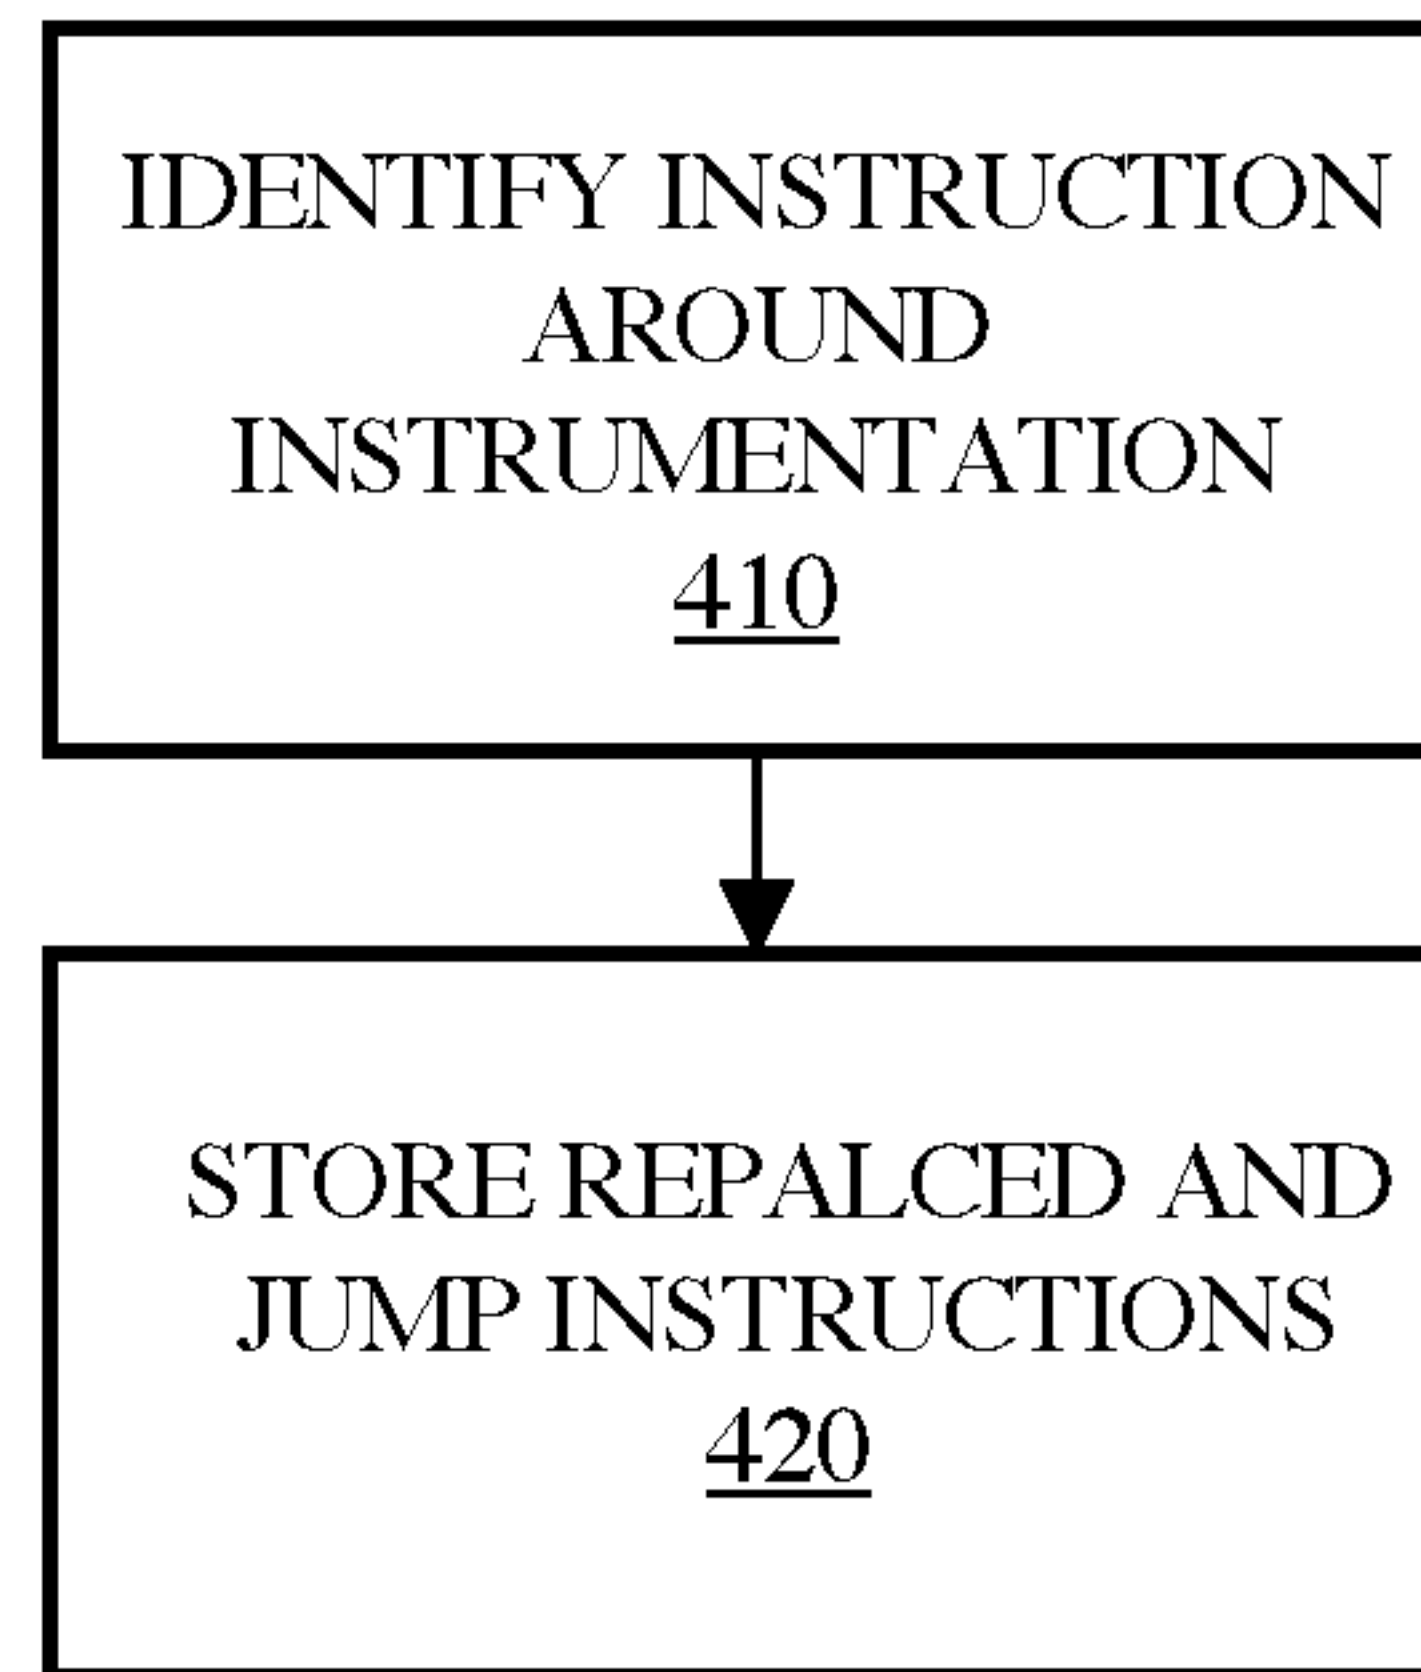 IDENTIFY INSTRUCTION
AROUND
INSTRUMENTATION
410
STORE REPALCED AND
JUMP INSTRUCTIONS
420